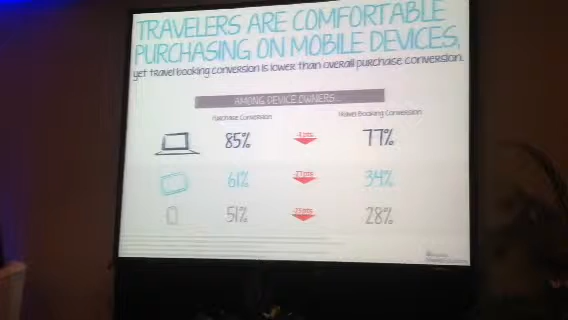 TRAVELERS ARE COMFORTABLE
PURCHASING ON MOBILE DEVICES,
yet travel booking conversion is lower than overall purchase conversion.
AMONG DEVICE OWNERS
Purchase Conversion
Travel Booking Conversion
85% 77%
61% 34%
51% 28%